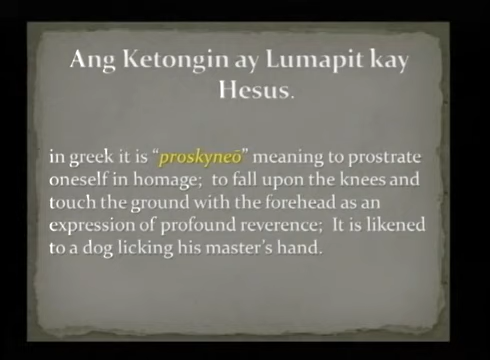 Ang Ketongin ay Lumapit kay
Hesus.
in greek it is “proskyneō” meaning to prostrate
oneself in homage;  to fall upon the knees and
touch the ground with the forehead as an
expression of profound reverence;  It is likened
to a dog licking his master’s hand.